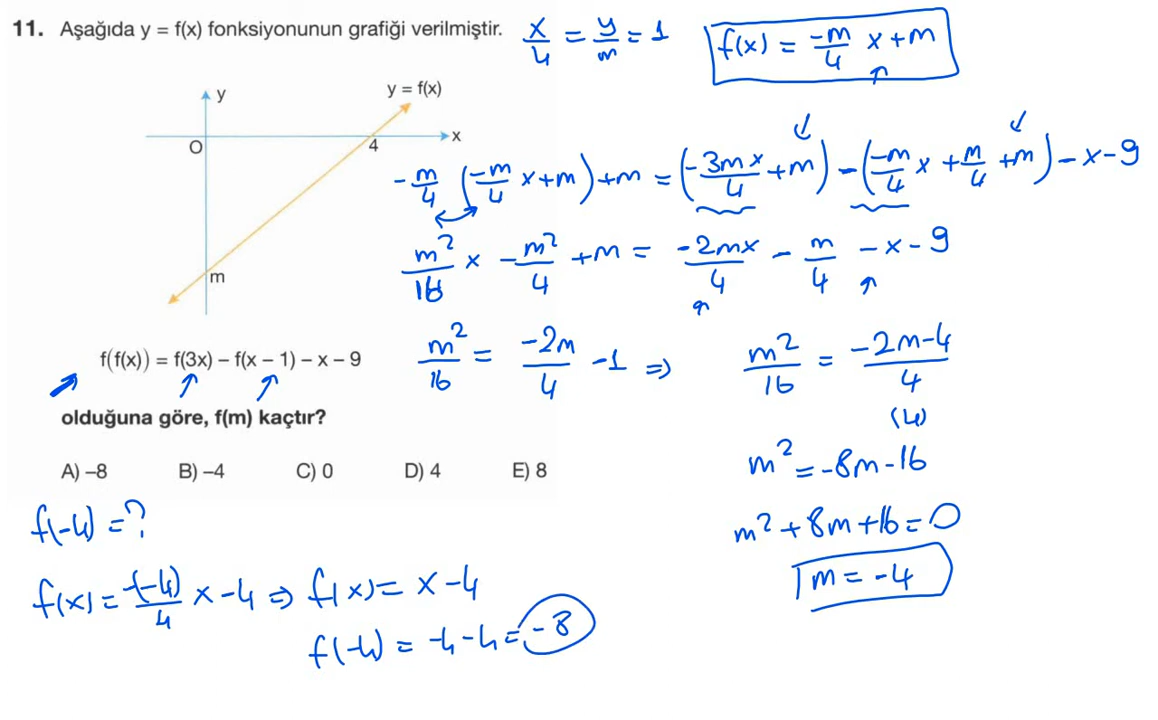 11. Aşağıda y = f(x) fonksiyonunun grafiği verilmiştir.
x/4 = y/m = 1
f(x) = -m/4 x + m
y
y = f(x)
O
4
x
m
-m/4 (-m/4 x + m) + m = (-3mx/4 + m) - (-m/4 x + m/4 + m) - x - 9
m²/16 x - m²/4 + m = -2mx/4 - m/4 - x - 9
m²/16 = -2m/4 - 1 ⇒ m²/16 = -2m-4/4
(4)
m² = -8m - 16
m² + 8m + 16 = 0
m = -4
f(f(x)) = f(3x) – f(x – 1) – x – 9
olduğuna göre, f(m) kaçtır?
A) –8 B) –4 C) 0 D) 4 E) 8
f(-4) = ?
f(x) = (-4)/4 x - 4 ⇒ f(x) = x - 4
f(-4) = -4 - 4 = -8